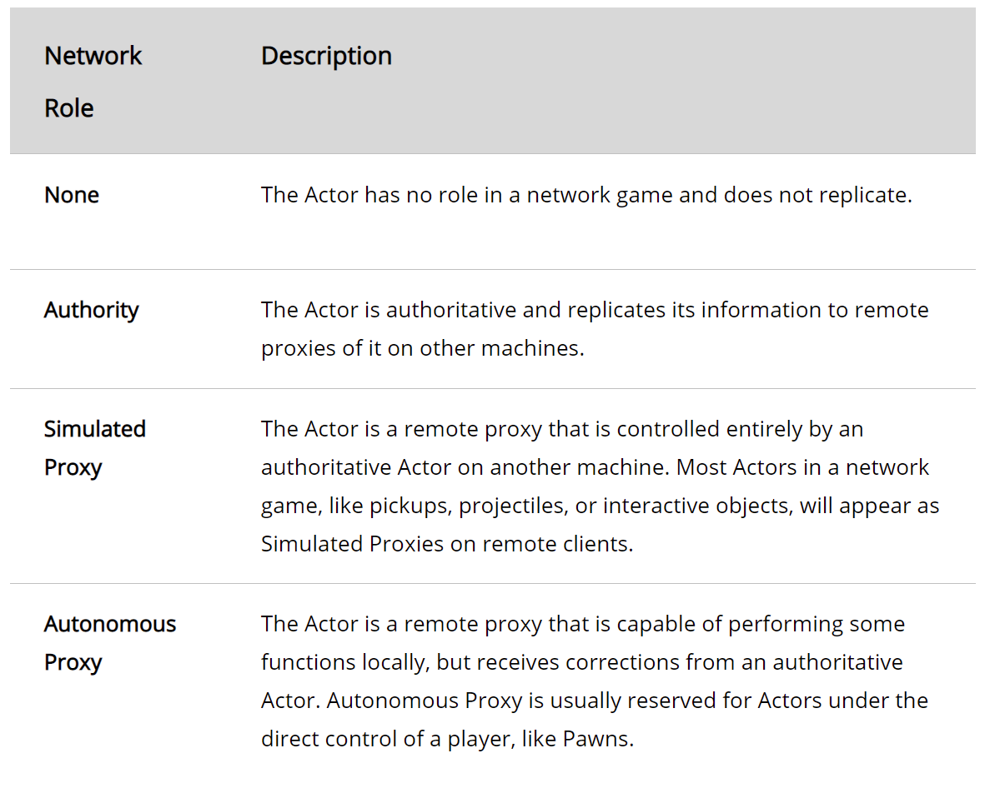 Network Description
Role
None The Actor has no role in a network game and does not replicate.
Authority The Actor is authoritative and replicates its information to remote
proxies of it on other machines.
Simulated The Actor is a remote proxy that is controlled entirely by an
Proxy authoritative Actor on another machine. Most Actors in a network
game, like pickups, projectiles, or interactive objects, will appear as
Simulated Proxies on remote clients.
Autonomous The Actor is a remote proxy that is capable of performing some
Proxy functions locally, but receives corrections from an authoritative
Actor. Autonomous Proxy is usually reserved for Actors under the
direct control of a player, like Pawns.